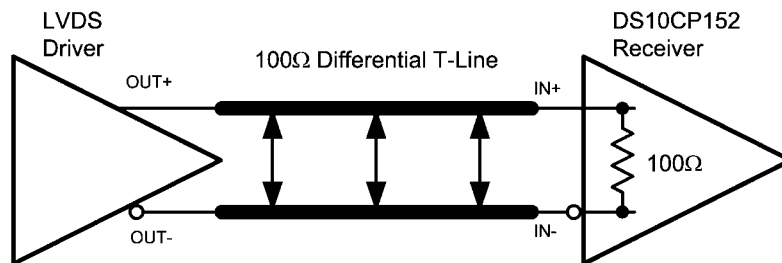 LVDS
Driver
OUT+
OUT-
100Ω Differential T-Line
IN+
IN-
DS10CP152
Receiver
100Ω